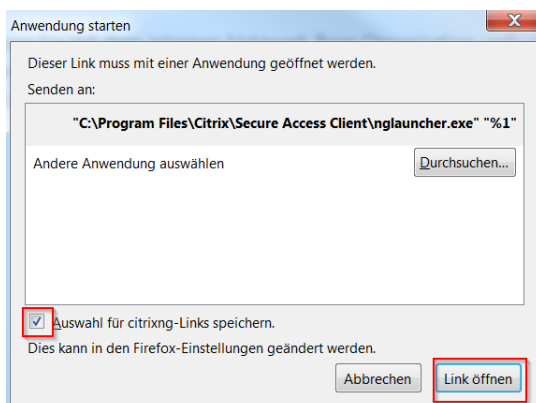 Anwendung starten
Dieser Link muss mit einer Anwendung geöffnet werden.
Senden an:
"C:\Program Files\Citrix\Secure Access Client\nglauncher.exe" "%1"
Andere Anwendung auswählen
Durchsuchen...
Auswahl für citrixng-Links speichern.
Dies kann in den Firefox-Einstellungen geändert werden.
Abbrechen
Link öffnen